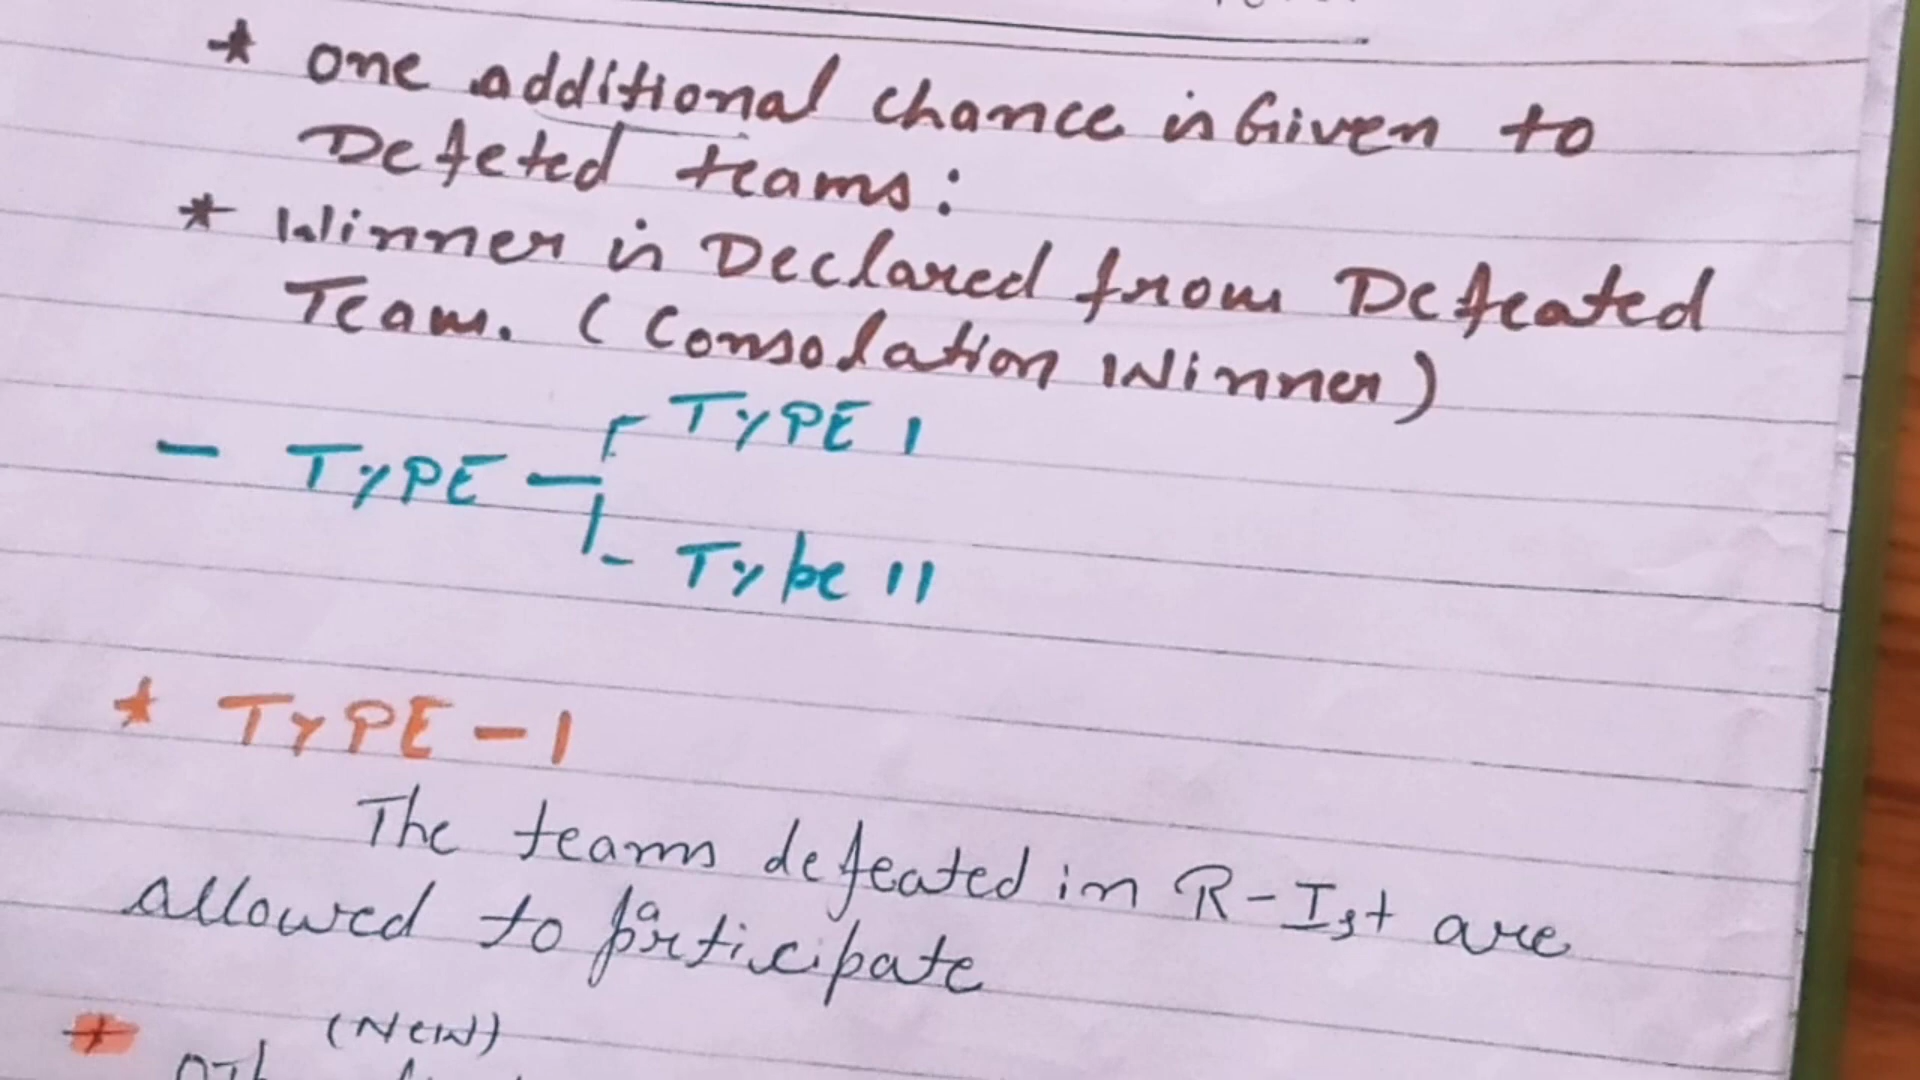 * one additional chance is Given to
Defeted teams:
* Winner is Declared from Defeated
Team. (Consolation Winner)
- TYPE - TYPE I
- Type II
* TYPE - I
The teams defeated in R-Ist are
allowed to participate
* (New)